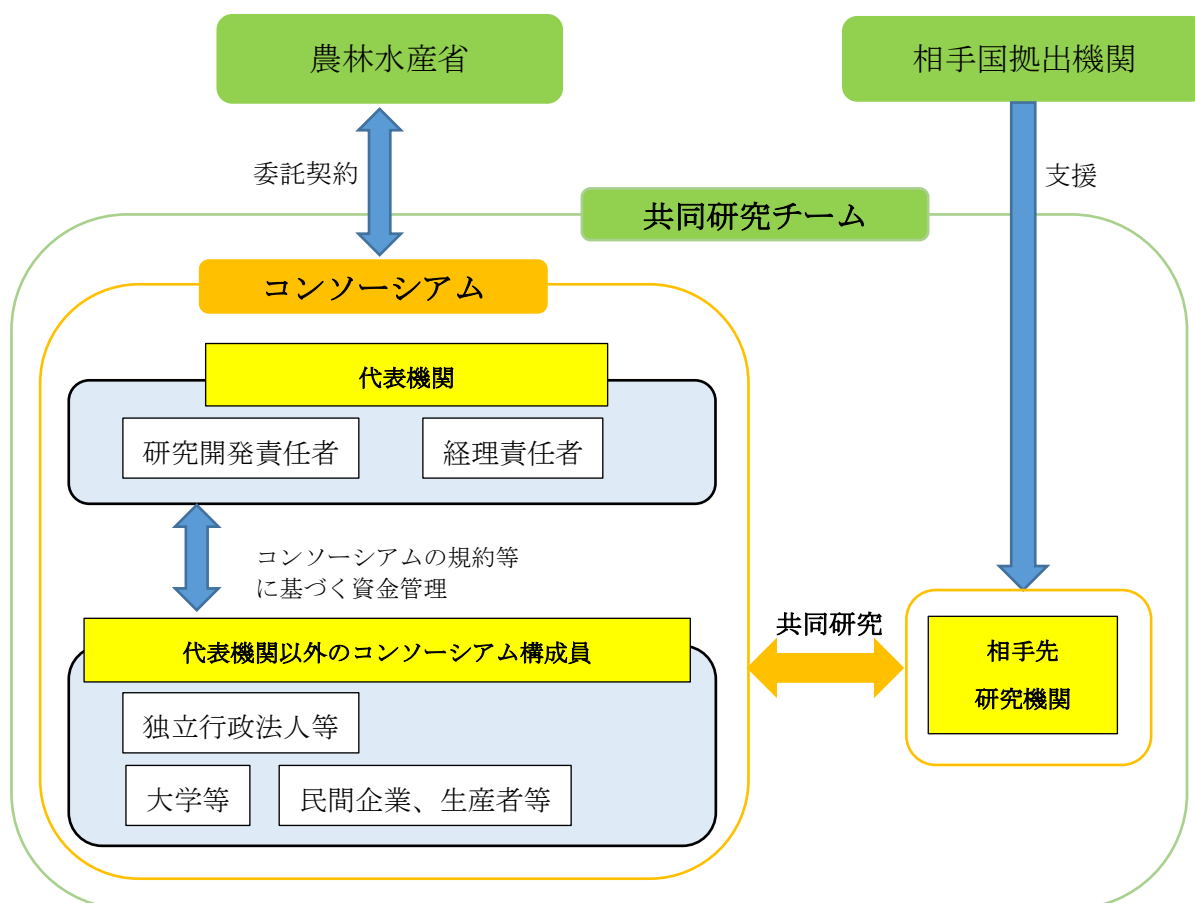 農林水産省
相手国拠出機関
委託契約
支援
共同研究チーム
コンソーシアム
代表機関
研究開発責任者
経理責任者
コンソーシアムの規約等
に基づく資金管理
代表機関以外のコンソーシアム構成員
独立行政法人等
大学等
民間企業、生産者等
共同研究
相手先
研究機関